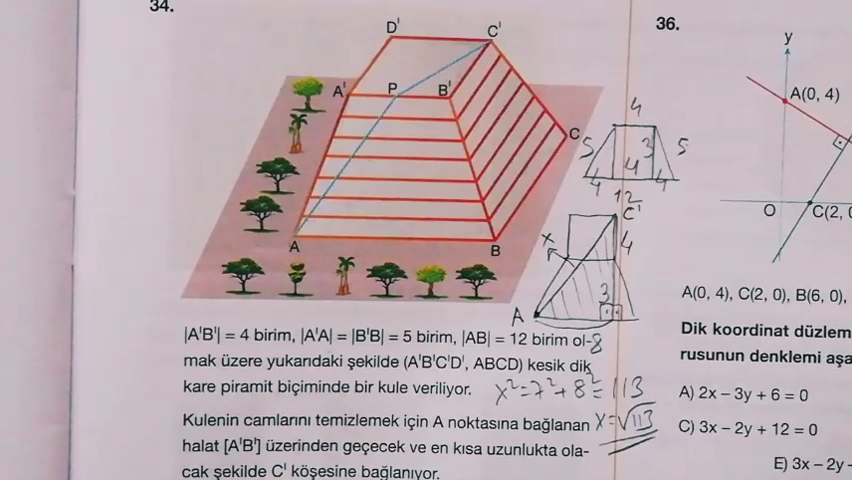 34.
D'
C'
A'
P
B'
C
A
B
4
5
3
5
4
4
4
12
C'
x
4
3
A
8
|A'B'| = 4 birim, |A'A| = |B'B| = 5 birim, |AB| = 12 birim ol-
mak üzere yukarıdaki şekilde (A'B'C'D', ABCD) kesik dik
kare piramit biçiminde bir kule veriliyor.
x² = 7² + 8² = 113
Kulenin camlarını temizlemek için A noktasına bağlanan
x = √113
halat [A'B'] üzerinden geçecek ve en kısa uzunlukta ola-
cak şekilde C' köşesine bağlanıyor.
36.
y
A(0, 4)
O
C(2, 0
A(0, 4), C(2, 0), B(6, 0),
Dik koordinat düzlem
rusunun denklemi aşa
A) 2x – 3y + 6 = 0
C) 3x – 2y + 12 = 0
E) 3x – 2y –